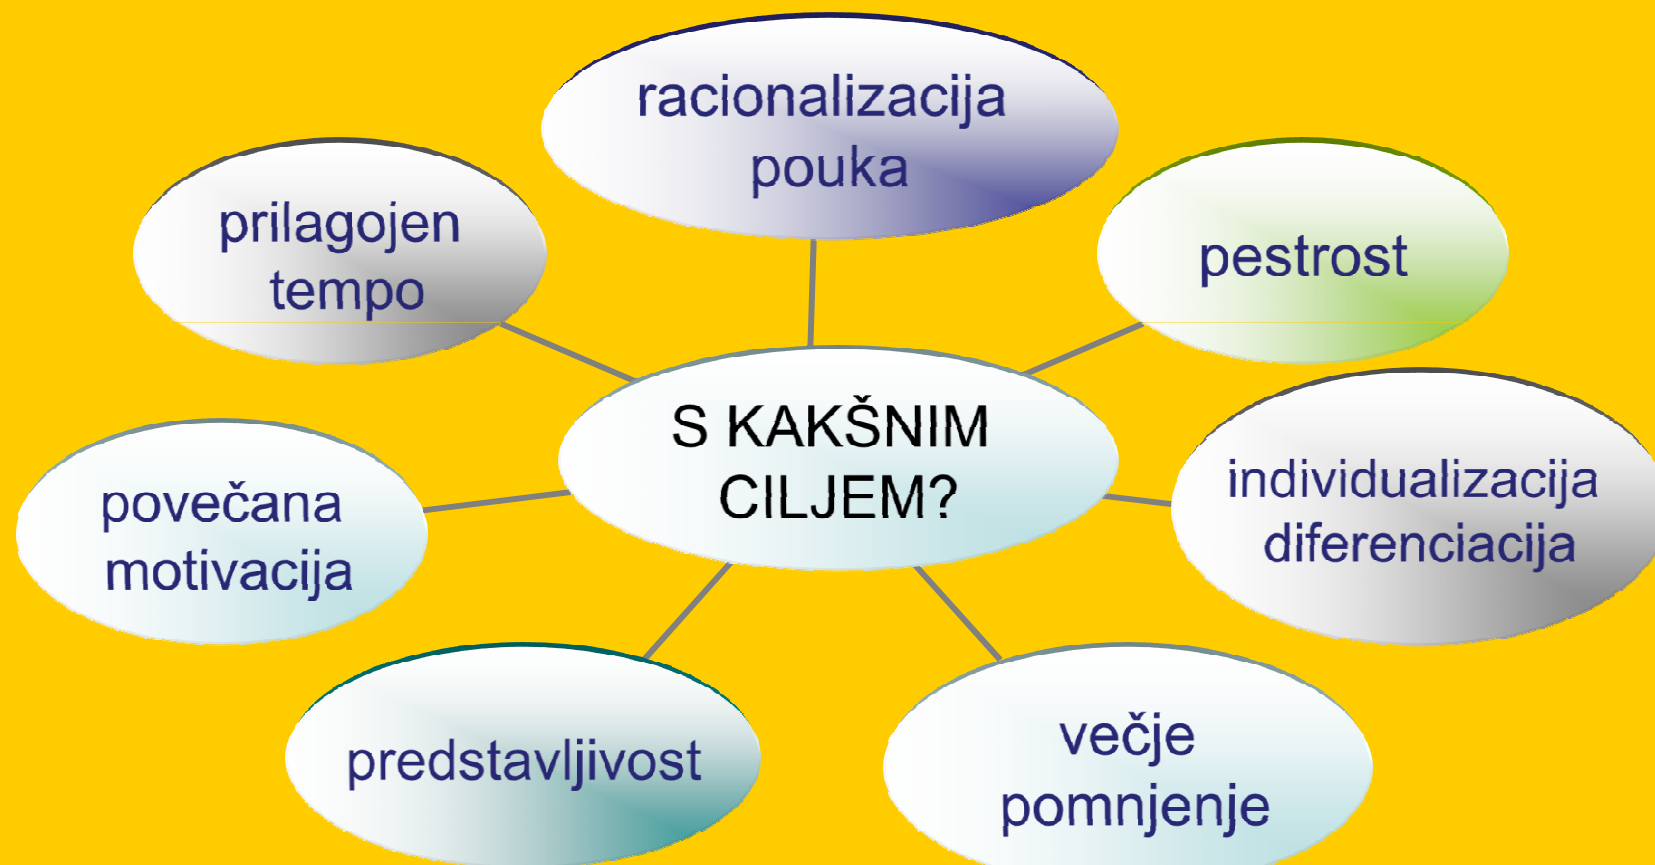 racionalizacija
pouka
prilagojen
tempo
pestrost
S KAKŠNIM
CILJEM?
individualizacija
diferenciacija
povečana
motivacija
predstavljivost
večje
pomnjenje